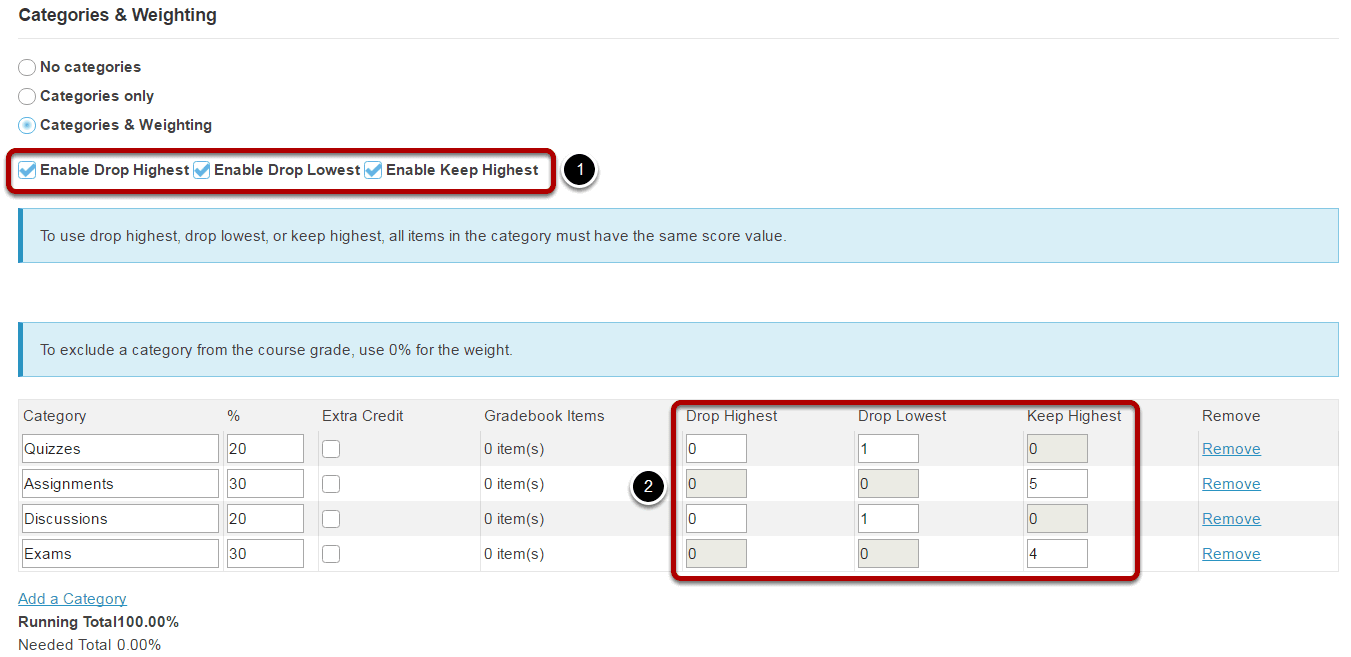 Categories & Weighting
No categories
Categories only
Categories & Weighting
Enable Drop Highest Enable Drop Lowest Enable Keep Highest 1
To use drop highest, drop lowest, or keep highest, all items in the category must have the same score value.
To exclude a category from the course grade, use 0% for the weight.
Category % Extra Credit Gradebook Items Drop Highest Drop Lowest Keep Highest Remove
Quizzes 20 0 item(s) 0 1 0 Remove
Assignments 30 0 item(s) 2 0 0 5 Remove
Discussions 20 0 item(s) 0 1 0 Remove
Exams 30 0 item(s) 0 0 4 Remove
Add a Category
Running Total100.00%
Needed Total 0.00%